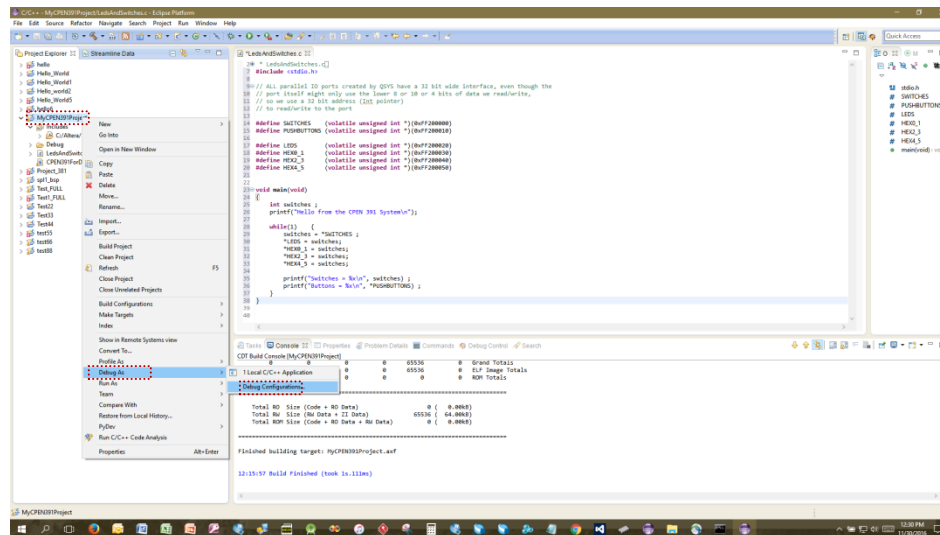 C/C++ - MyCPEN391Project/LedsAndSwitches.c - Eclipse Platform
File Edit Source Refactor Navigate Search Project Run Window Help
Quick Access
Project Explorer
Streamline Data
hello
Hello_World
Hello_World1
Hello_world2
Hello_World5
MyCPEN391Proje
Includes
C:/Altera/
Debug
LedsAndSwitc
CPEN391ForD
Project_381
spl1_bsp
Test_FULL
Test1_FULL
Test22
Test33
Test44
test55
test66
test88
New
Go Into
Open in New Window
Copy
Paste
Delete
Move...
Rename...
Import...
Export...
Build Project
Clean Project
Refresh F5
Close Project
Close Unrelated Projects
Build Configurations
Make Targets
Index
Show in Remote Systems view
Convert To...
Profile As
Debug As
Run As
Team
Compare With
Restore from Local History...
PyDev
Run C/C++ Code Analysis
Properties Alt+Enter
1 Local C/C++ Application
Debug Configurations...
*LedsAndSwitches.c
* LedsAndSwitches.c
#include <stdio.h>
// ALL parallel IO ports created by QSYS have a 32 bit wide interface, even though the
// port itself might only use the lower 8 or 10 or 4 bits of data we read/write,
// so we use a 32 bit address (Int pointer)
// to read/write to the port
#define SWITCHES (volatile unsigned int *)(0xFF200000)
#define PUSHBUTTONS (volatile unsigned int *)(0xFF200010)
#define LEDS (volatile unsigned int *)(0xFF200020)
#define HEX0_1 (volatile unsigned int *)(0xFF200030)
#define HEX2_3 (volatile unsigned int *)(0xFF200040)
#define HEX4_5 (volatile unsigned int *)(0xFF200050)
void main(void)
{
int switches ;
printf("Hello from the CPEN 391 System\n");
while(1) {
switches = *SWITCHES ;
*LEDS = switches;
*HEX0_1 = switches;
*HEX2_3 = switches;
*HEX4_5 = switches;
printf("Switches = %x\n", switches) ;
printf("Buttons = %x\n", *PUSHBUTTONS) ;
}
}
stdio.h
# SWITCHES
# PUSHBUTTON
# LEDS
# HEX0_1
# HEX2_3
# HEX4_5
main(void) :
Tasks Console Properties Problem Details Commands Debug Control Search
CDT Build Console [MyCPEN391Project]
0 0 0 0 65536 0 Grand Totals
0 65536 0 ELF Image Totals
0 0 0 ROM Totals
Total RO Size (Code + RO Data) 0 ( 0.00kB)
Total RW Size (RW Data + ZI Data) 65536 ( 64.00kB)
Total ROM Size (Code + RO Data + RW Data) 0 ( 0.00kB)
Finished building target: MyCPEN391Project.axf
12:15:57 Build Finished (took 1s.111ms)
MyCPEN391Project
12:30 PM
11/30/2016